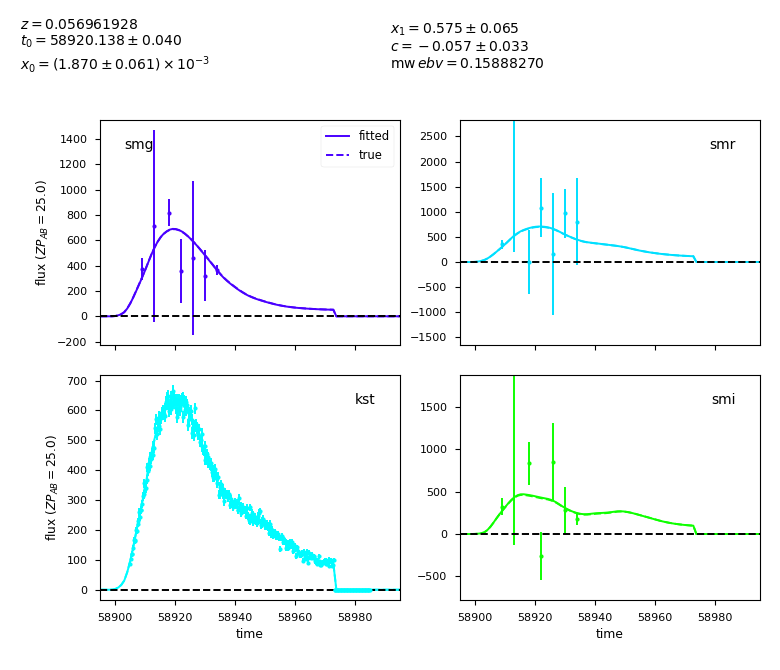 z = 0.056961928
t₀ = 58920.138 ± 0.040
x₀ = (1.870 ± 0.061) × 10⁻³
x₁ = 0.575 ± 0.065
c = −0.057 ± 0.033
mw ebv = 0.15888270
smg
fitted
true
flux (ZP_AB = 25.0)
1400
1200
1000
800
600
400
200
0
−200
smr
2500
2000
1500
1000
500
0
−500
−1000
−1500
kst
flux (ZP_AB = 25.0)
700
600
500
400
300
200
100
0
58900 58920 58940 58960 58980
time
smi
1500
1000
500
0
−500
58900 58920 58940 58960 58980
time